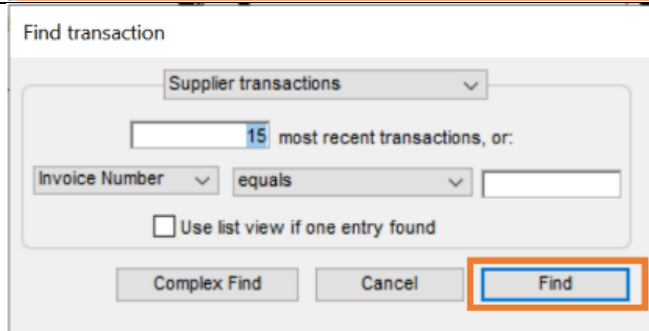 Find transaction
Supplier transactions
15 most recent transactions, or:
Invoice Number equals
Use list view if one entry found
Complex Find Cancel Find